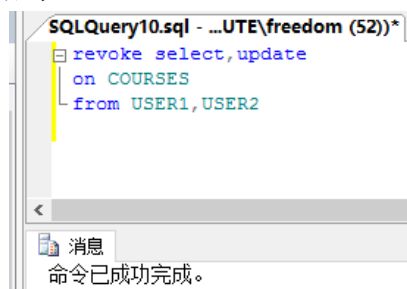 SQLQuery10.sql - ...UTE\freedom (52))*
revoke select,update
on COURSES
from USER1,USER2
消息
命令已成功完成。